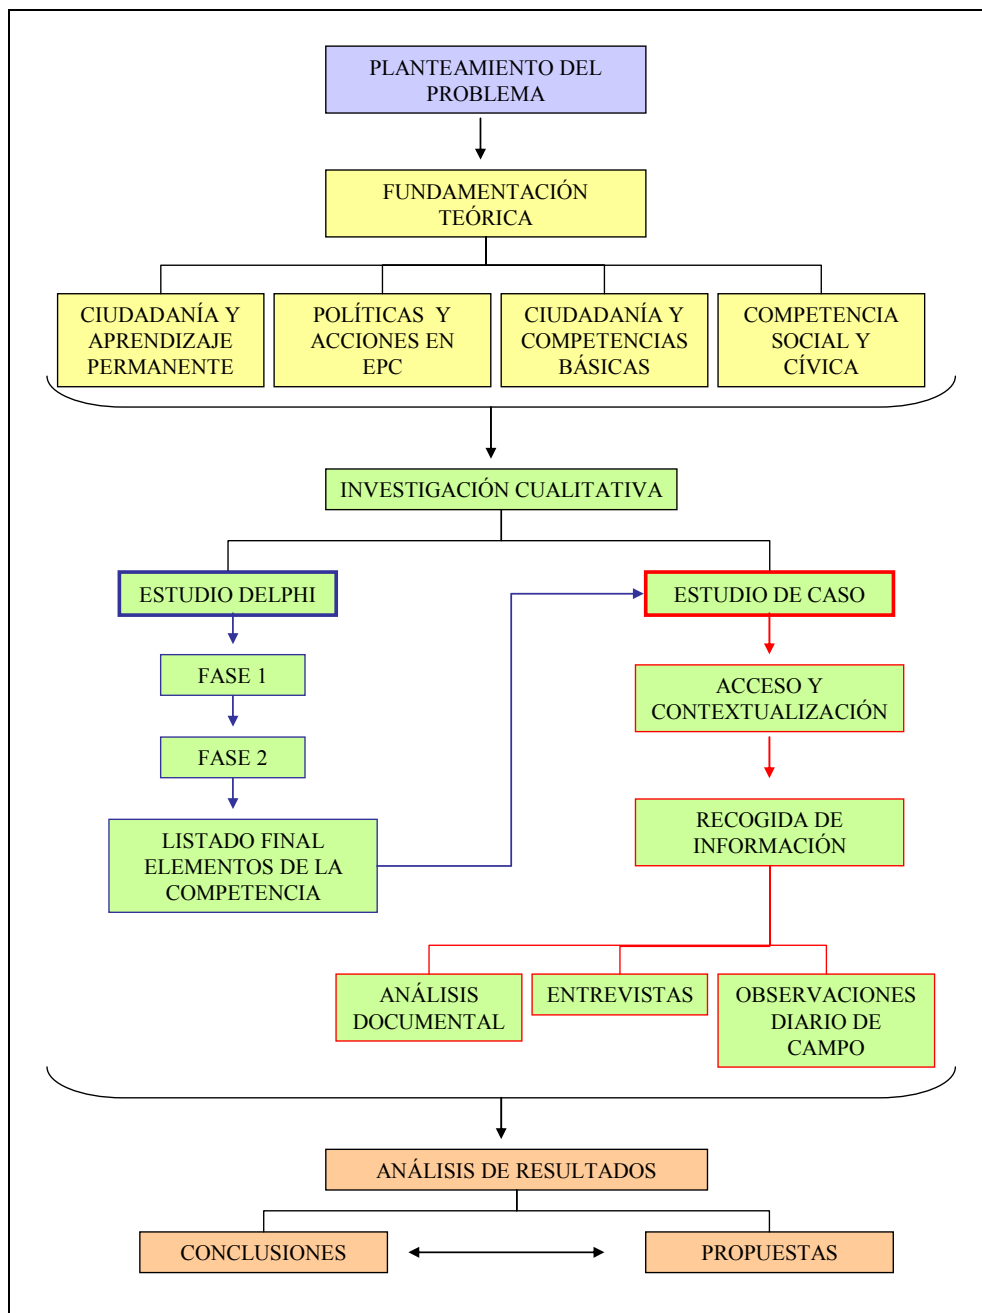 PLANTEAMIENTO DEL
PROBLEMA
FUNDAMENTACIÓN
TEÓRICA
CIUDADANÍA Y
APRENDIZAJE
PERMANENTE
POLÍTICAS Y
ACCIONES EN
EPC
CIUDADANÍA Y
COMPETENCIAS
BÁSICAS
COMPETENCIA
SOCIAL Y
CÍVICA
INVESTIGACIÓN CUALITATIVA
ESTUDIO DELPHI
FASE 1
FASE 2
LISTADO FINAL
ELEMENTOS DE LA
COMPETENCIA
ESTUDIO DE CASO
ACCESO Y
CONTEXTUALIZACIÓN
RECOGIDA DE
INFORMACIÓN
ANÁLISIS
DOCUMENTAL
ENTREVISTAS
OBSERVACIONES
DIARIO DE
CAMPO
ANÁLISIS DE RESULTADOS
CONCLUSIONES
PROPUESTAS